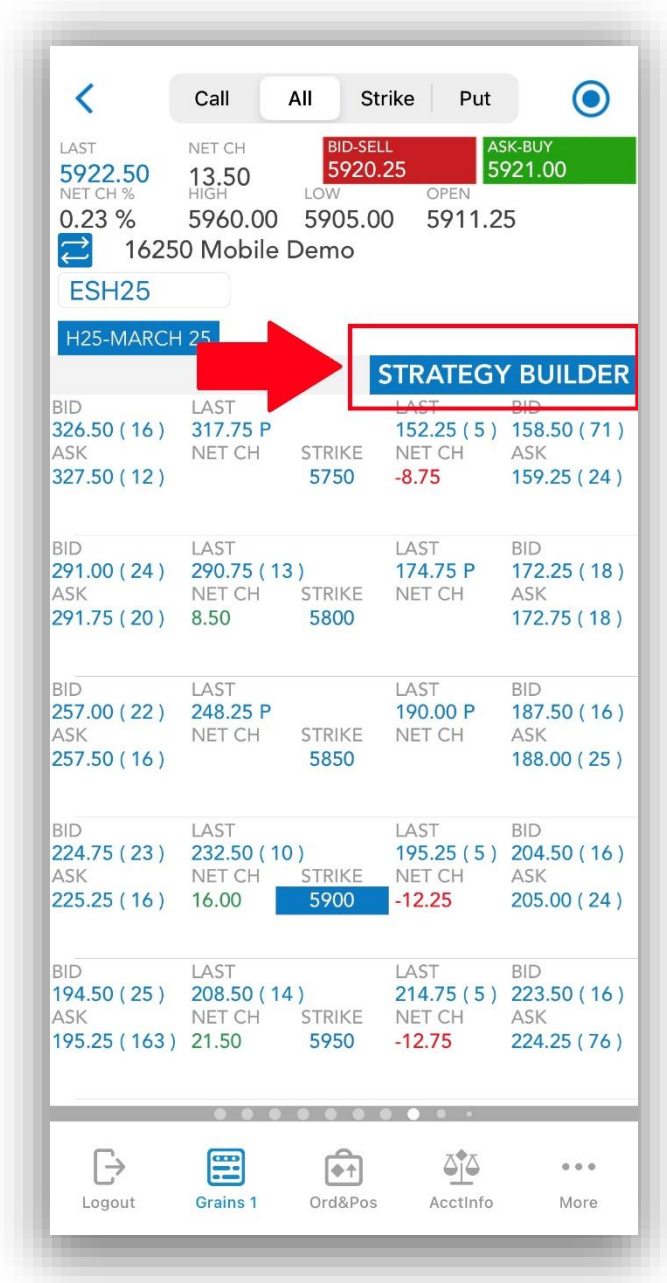 Call All Strike Put
LAST NET CH BID-SELL ASK-BUY
5922.50 13.50 5920.25 5921.00
NET CH % HIGH LOW OPEN
0.23 % 5960.00 5905.00 5911.25
16250 Mobile Demo
ESH25
H25-MARCH 25
STRATEGY BUILDER
BID LAST LAST BID
326.50 ( 16 ) 317.75 P 152.25 ( 5 ) 158.50 ( 71 )
ASK NET CH STRIKE NET CH ASK
327.50 ( 12 ) 5750 -8.75 159.25 ( 24 )
BID LAST LAST BID
291.00 ( 24 ) 290.75 ( 13 ) 174.75 P 172.25 ( 18 )
ASK NET CH STRIKE NET CH ASK
291.75 ( 20 ) 8.50 5800 172.75 ( 18 )
BID LAST LAST BID
257.00 ( 22 ) 248.25 P 190.00 P 187.50 ( 16 )
ASK NET CH STRIKE NET CH ASK
257.50 ( 16 ) 5850 188.00 ( 25 )
BID LAST LAST BID
224.75 ( 23 ) 232.50 ( 10 ) 195.25 ( 5 ) 204.50 ( 16 )
ASK NET CH STRIKE NET CH ASK
225.25 ( 16 ) 16.00 5900 -12.25 205.00 ( 24 )
BID LAST LAST BID
194.50 ( 25 ) 208.50 ( 14 ) 214.75 ( 5 ) 223.50 ( 16 )
ASK NET CH STRIKE NET CH ASK
195.25 ( 163 ) 21.50 5950 -12.75 224.25 ( 76 )
Logout Grains 1 Ord&Pos AcctInfo More